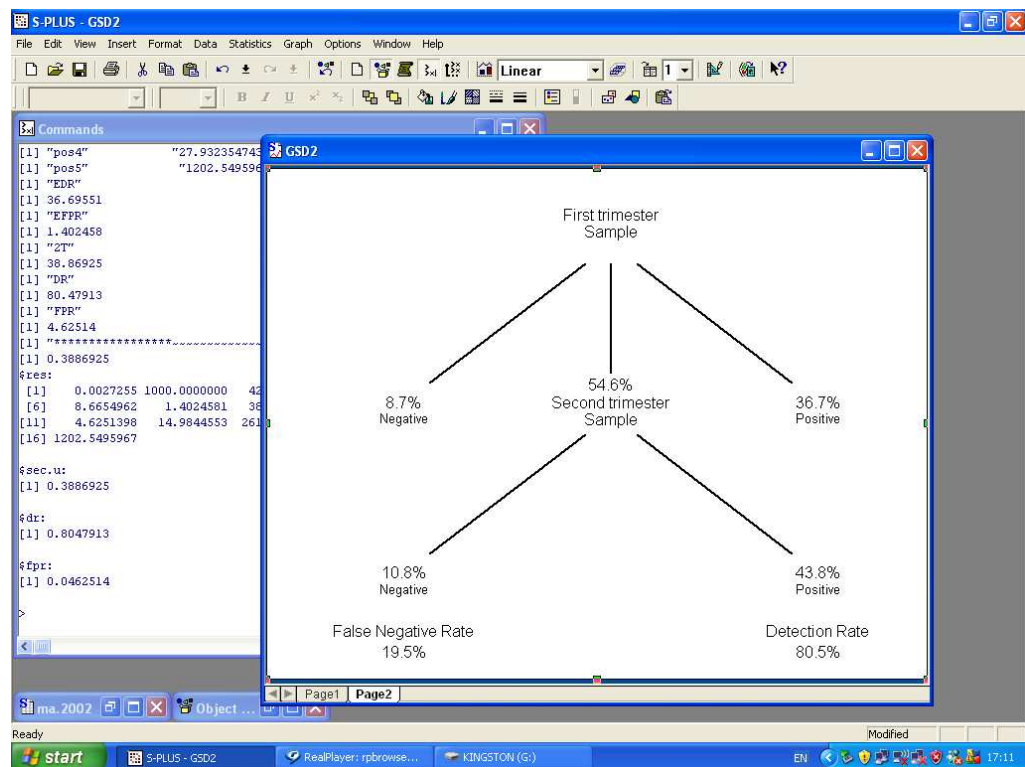 S-PLUS - GSD2
File Edit View Insert Format Data Statistics Graph Options Window Help
Linear
1
B I U x² x₂
Commands
[1] "pos4" "27.932354743
[1] "pos5" "1202.549596
[1] "EDR"
[1] 36.69551
[1] "EFPR"
[1] 1.402458
[1] "2T"
[1] 38.86925
[1] "DR"
[1] 80.47913
[1] "FPR"
[1] 4.62514
[1] "*****************~~~~~~~~~~~~~
[1] 0.3886925
$res:
[1] 0.0027255 1000.0000000 42
[6] 8.6654962 1.4024581 38
[11] 4.6251398 14.9844553 261
[16] 1202.5495967
$sec.u:
[1] 0.3886925
$dr:
[1] 0.8047913
$fpr:
[1] 0.0462514
>
GSD2
First trimester
Sample
8.7%
Negative
54.6%
Second trimester
Sample
36.7%
Positive
10.8%
Negative
43.8%
Positive
False Negative Rate
19.5%
Detection Rate
80.5%
Page1 Page2
ma.2002
Object ...
Ready
Modified
start
S-PLUS - GSD2
RealPlayer: rpbrowse...
KINGSTON (G:)
EN
17:11